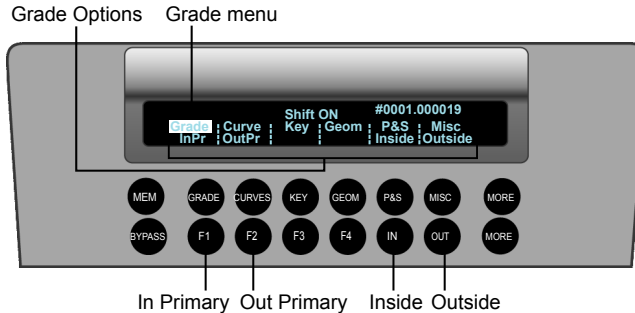 Grade Options Grade menu
Shift ON #0001.000019
Grade Curve Key Geom P&S Misc
InPr OutPr Inside Outside
MEM GRADE CURVES KEY GEOM P&S MISC MORE
BYPASS F1 F2 F3 F4 IN OUT MORE
In Primary Out Primary Inside Outside